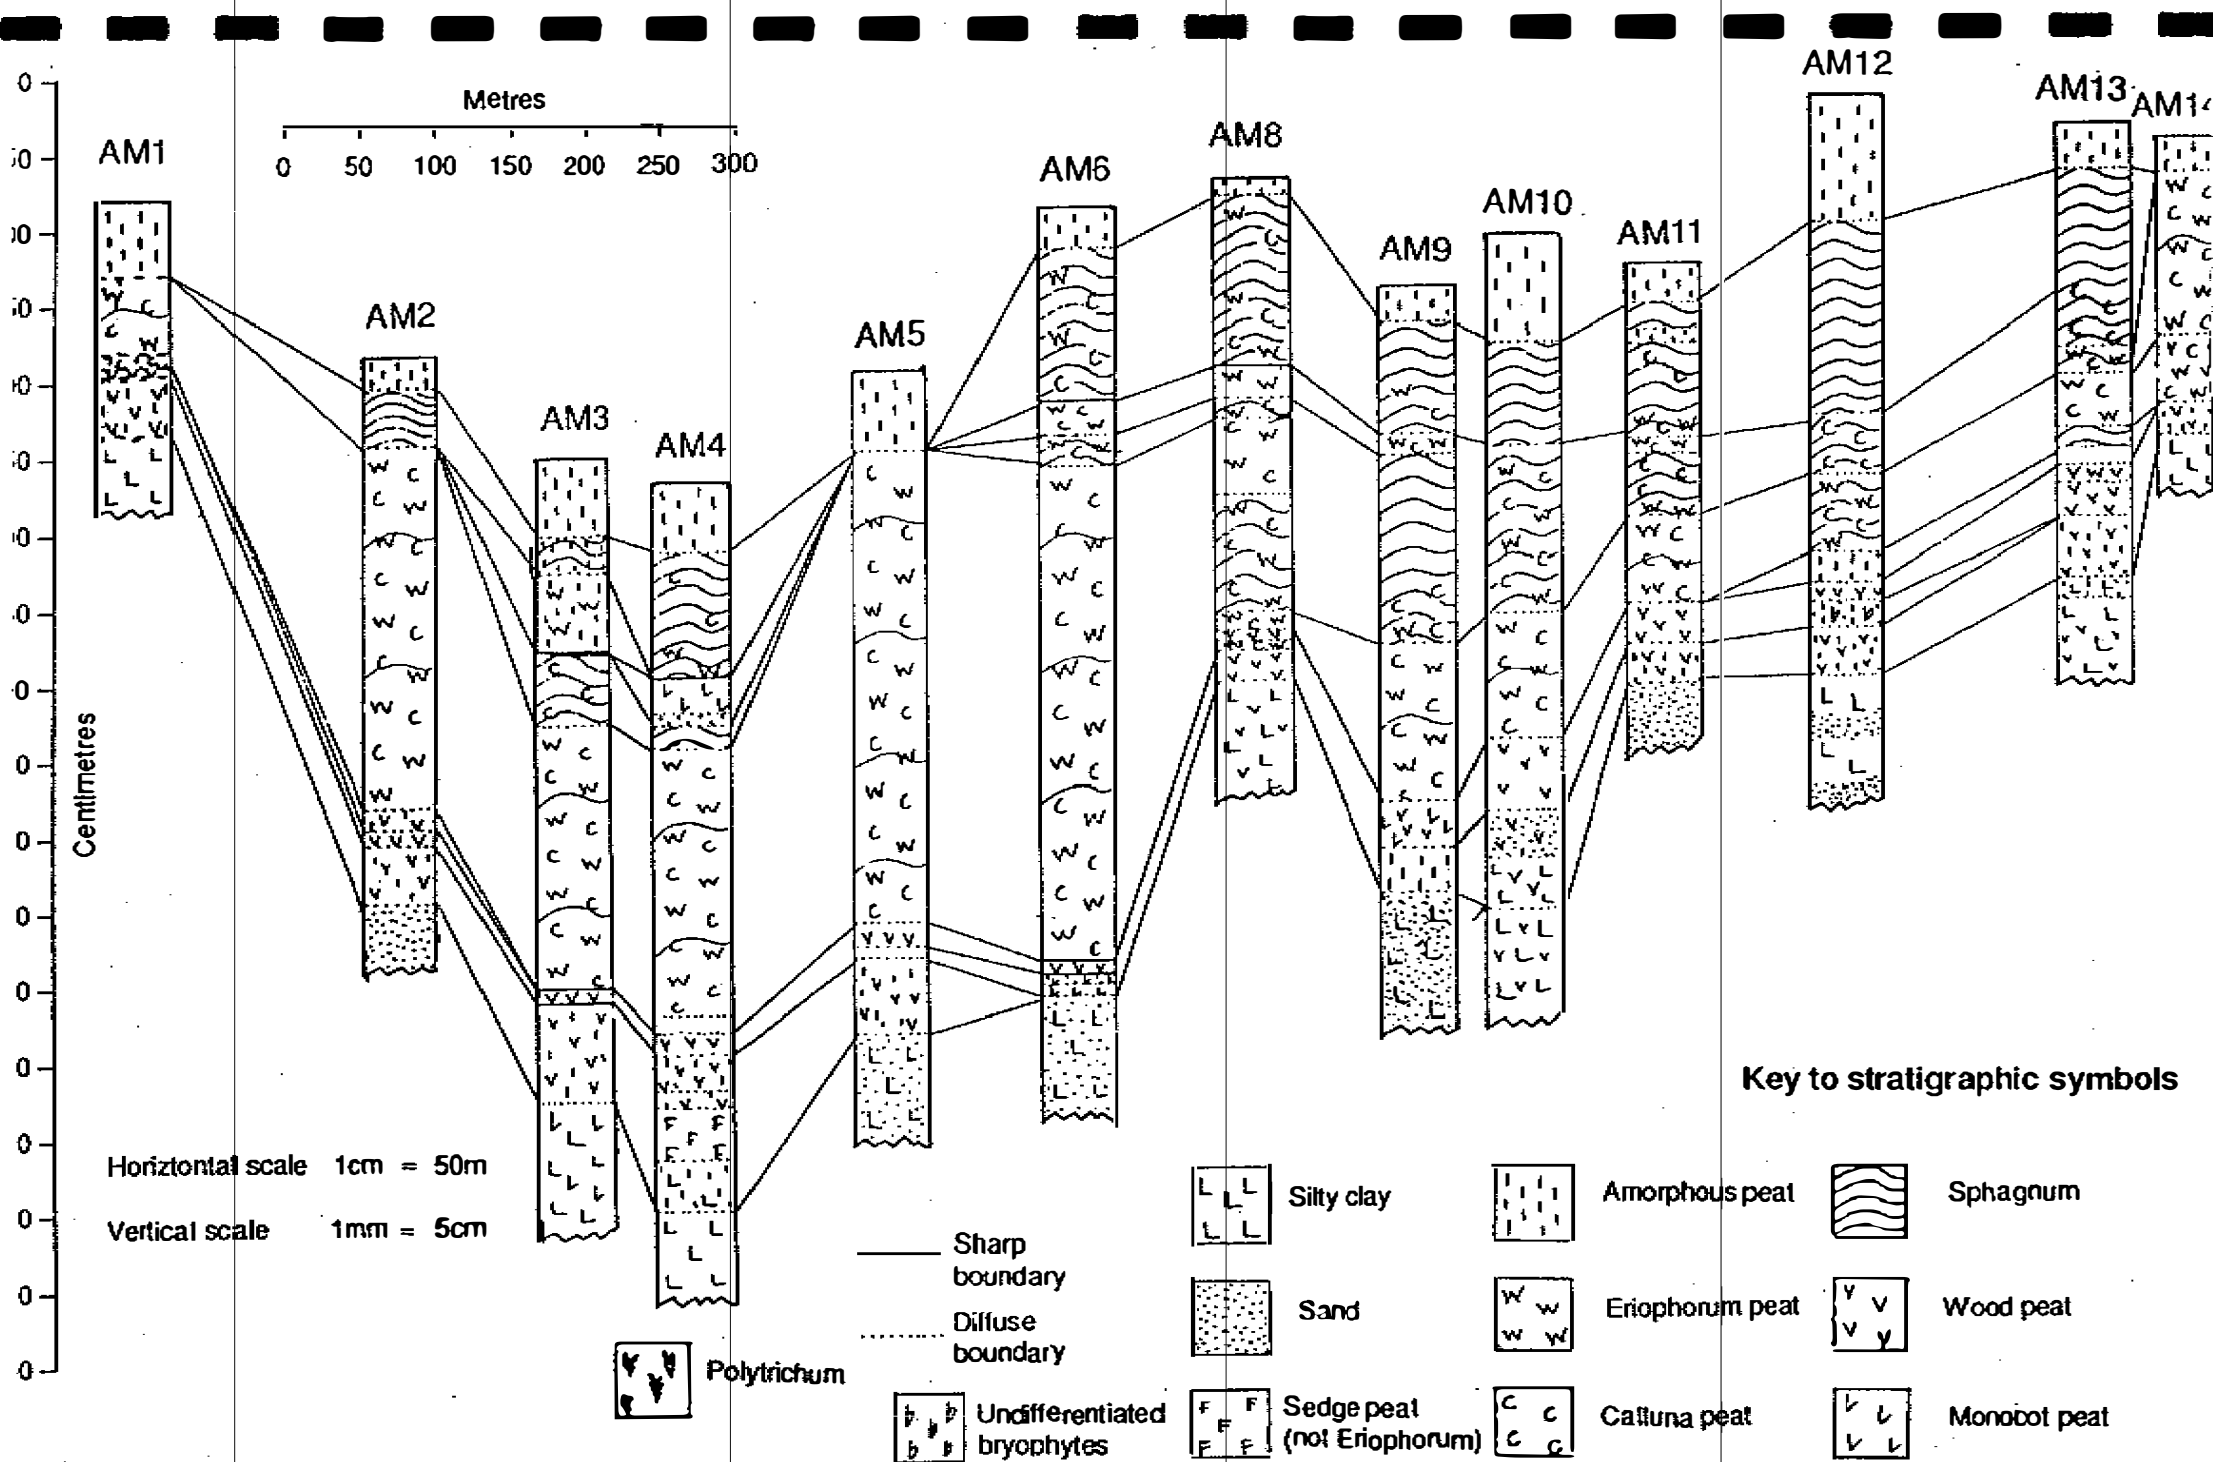 Metres
0 50 100 150 200 250 300
AM1
AM2
AM3
AM4
AM5
AM6
AM8
AM9
AM10
AM11
AM12
AM13
Centimetres
Horiztontal scale 1cm = 50m
Vertical scale 1mm = 5cm
Key to stratigraphic symbols
Sharp
boundary
Diffuse
boundary
Silty clay
Amorphous peat
Sphagnum
Sand
Eriophorum peat
Wood peat
Polytrichum
Undifferentiated
bryophytes
Sedge peat
(not Eriophorum)
Calluna peat
Monocot peat